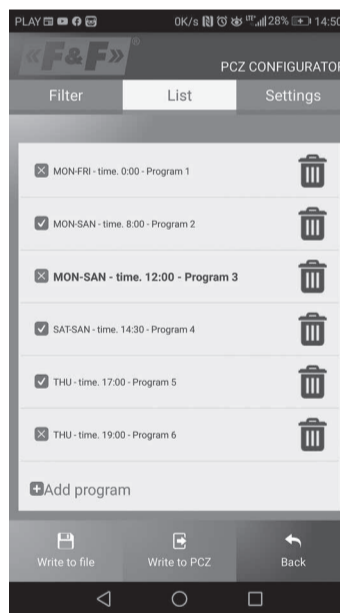 PLAY 0K/s LTE 28% 14:50
«F&F»®
PCZ CONFIGURATOR
Filter List Settings
MON-FRI - time. 0:00 - Program 1
MON-SAN - time. 8:00 - Program 2
MON-SAN - time. 12:00 - Program 3
SAT-SAN - time. 14:30 - Program 4
THU - time. 17:00 - Program 5
THU - time. 19:00 - Program 6
Add program
Write to file Write to PCZ Back